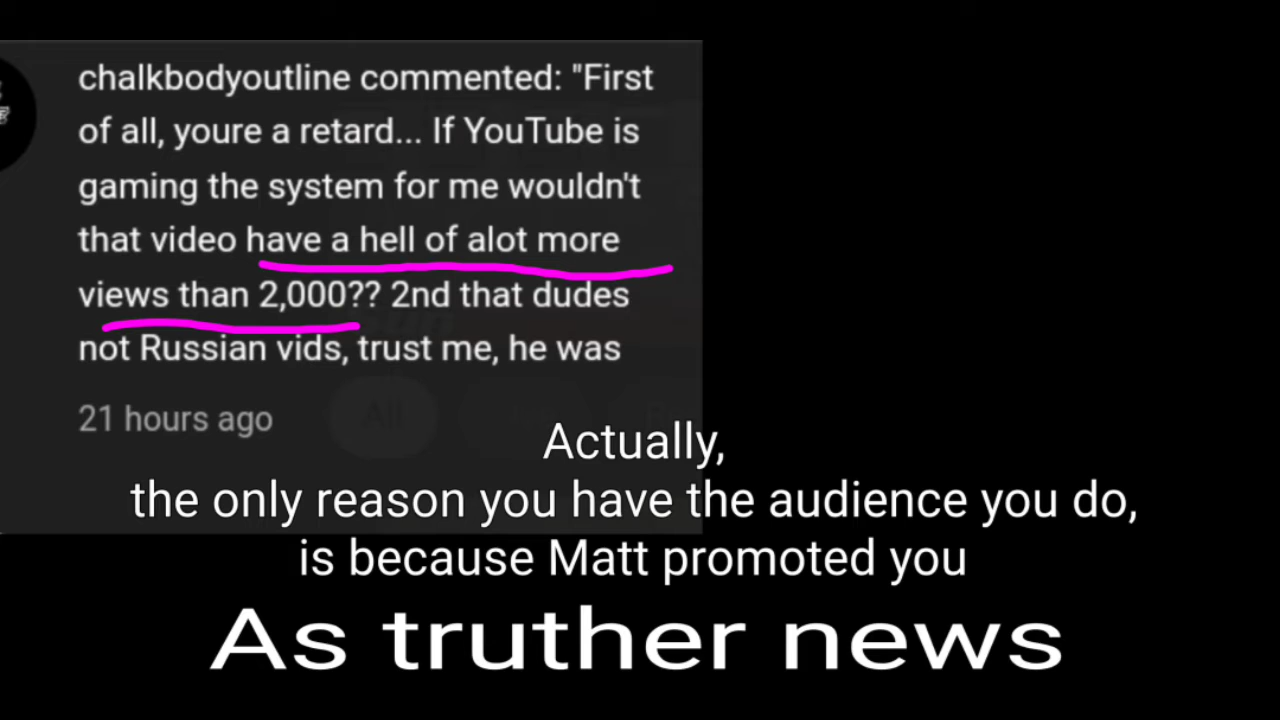 chalkbodyoutline commented: "First
of all, youre a retard... If YouTube is
gaming the system for me wouldn't
that video have a hell of alot more
views than 2,000?? 2nd that dudes
not Russian vids, trust me, he was
21 hours ago
All
Actually,
the only reason you have the audience you do,
is because Matt promoted you
As truther news